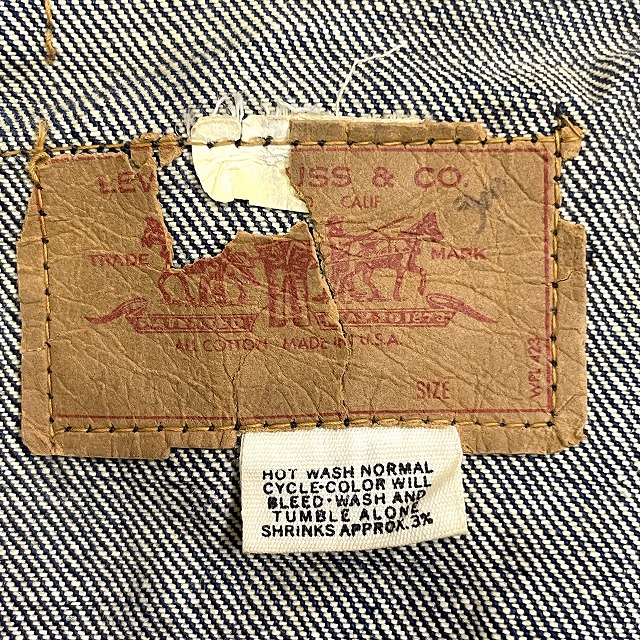 LEV USS & CO.
CALIF
TRADE MARK
ALL COTTON MADE IN U.S.A.
SIZE
WPL 423
HOT WASH NORMAL
CYCLE·COLOR WILL
BLEED·WASH AND
TUMBLE ALONE
SHRINKS APPROX. 3%